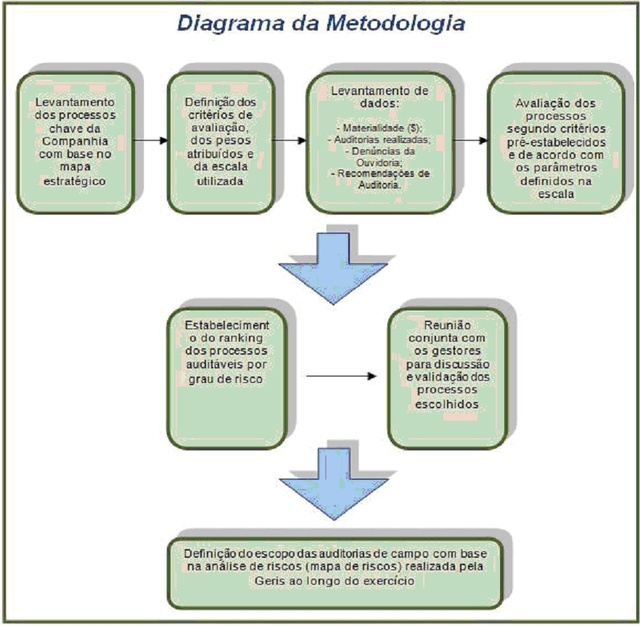 Diagrama da Metodologia
Levantamento
dos processos
chave da
Companhia
com base no
mapa
estratégico
Definição dos
critérios de
avaliação,
dos pesos
atribuídos e
da escala
utilizada
Levantamento de
dados:
- Materialidade ($);
- Auditorias realizadas;
- Denúncias da
Ouvidoria;
- Recomendações de
Auditoria.
Avaliação dos
processos
segundo critérios
pré-estabelecidos
e de acordo com
os parâmetros
definidos na
escala
Estabeleciment
o do ranking
dos processos
auditáveis por
grau de risco
Reunião
conjunta com
os gestores
para discussão
e validação dos
processos
escolhidos
Definição do escopo das auditorias de campo com base
na análise de riscos (mapa de riscos) realizada pela
Geris ao longo do exercício